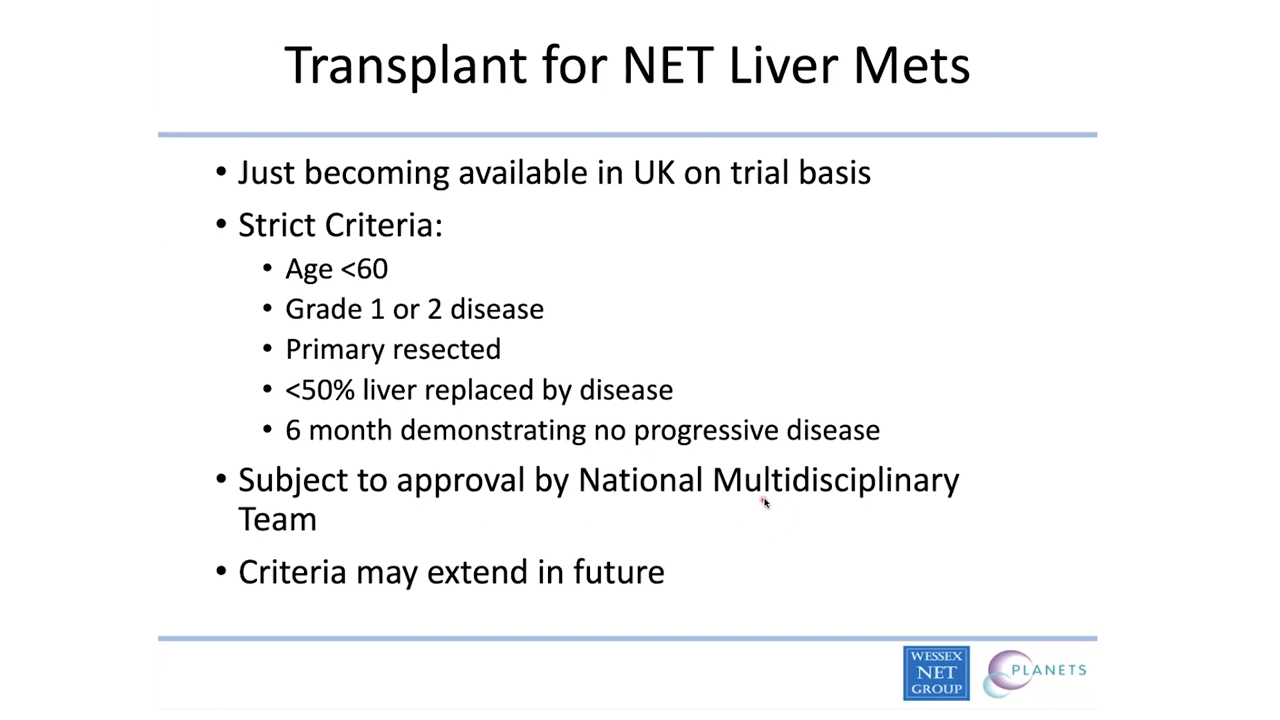 Transplant for NET Liver Mets
• Just becoming available in UK on trial basis
• Strict Criteria:
• Age <60
• Grade 1 or 2 disease
• Primary resected
• <50% liver replaced by disease
• 6 month demonstrating no progressive disease
• Subject to approval by National Multidisciplinary
Team
• Criteria may extend in future
WESSEX
NET
GROUP
PLANETS